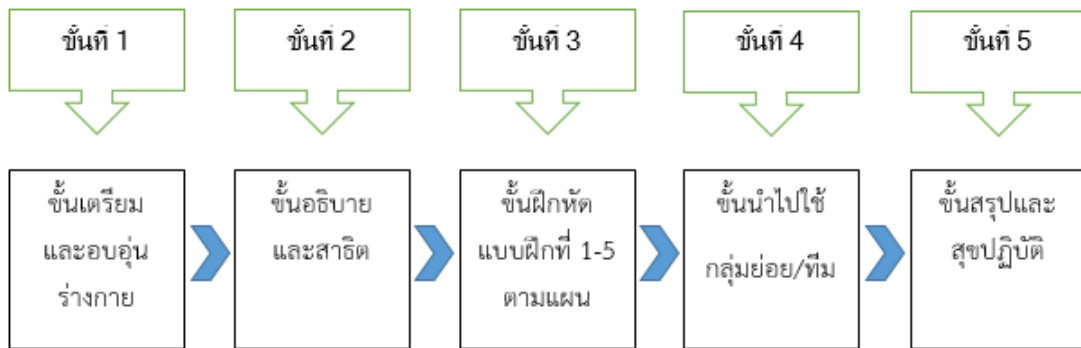 ขั้นที่ 1
ขั้นที่ 2
ขั้นที่ 3
ขั้นที่ 4
ขั้นที่ 5
ขั้นเตรียม
และอบอุ่น
ร่างกาย
ขั้นอธิบาย
และสาธิต
ขั้นฝึกหัด
แบบฝึกที่ 1-5
ตามแผน
ขั้นนำไปใช้
กลุ่มย่อย/ทีม
ขั้นสรุปและ
สุขปฏิบัติ